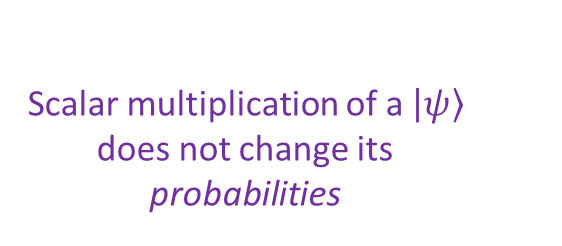 Scalar multiplication of a |𝜓⟩
does not change its
probabilities